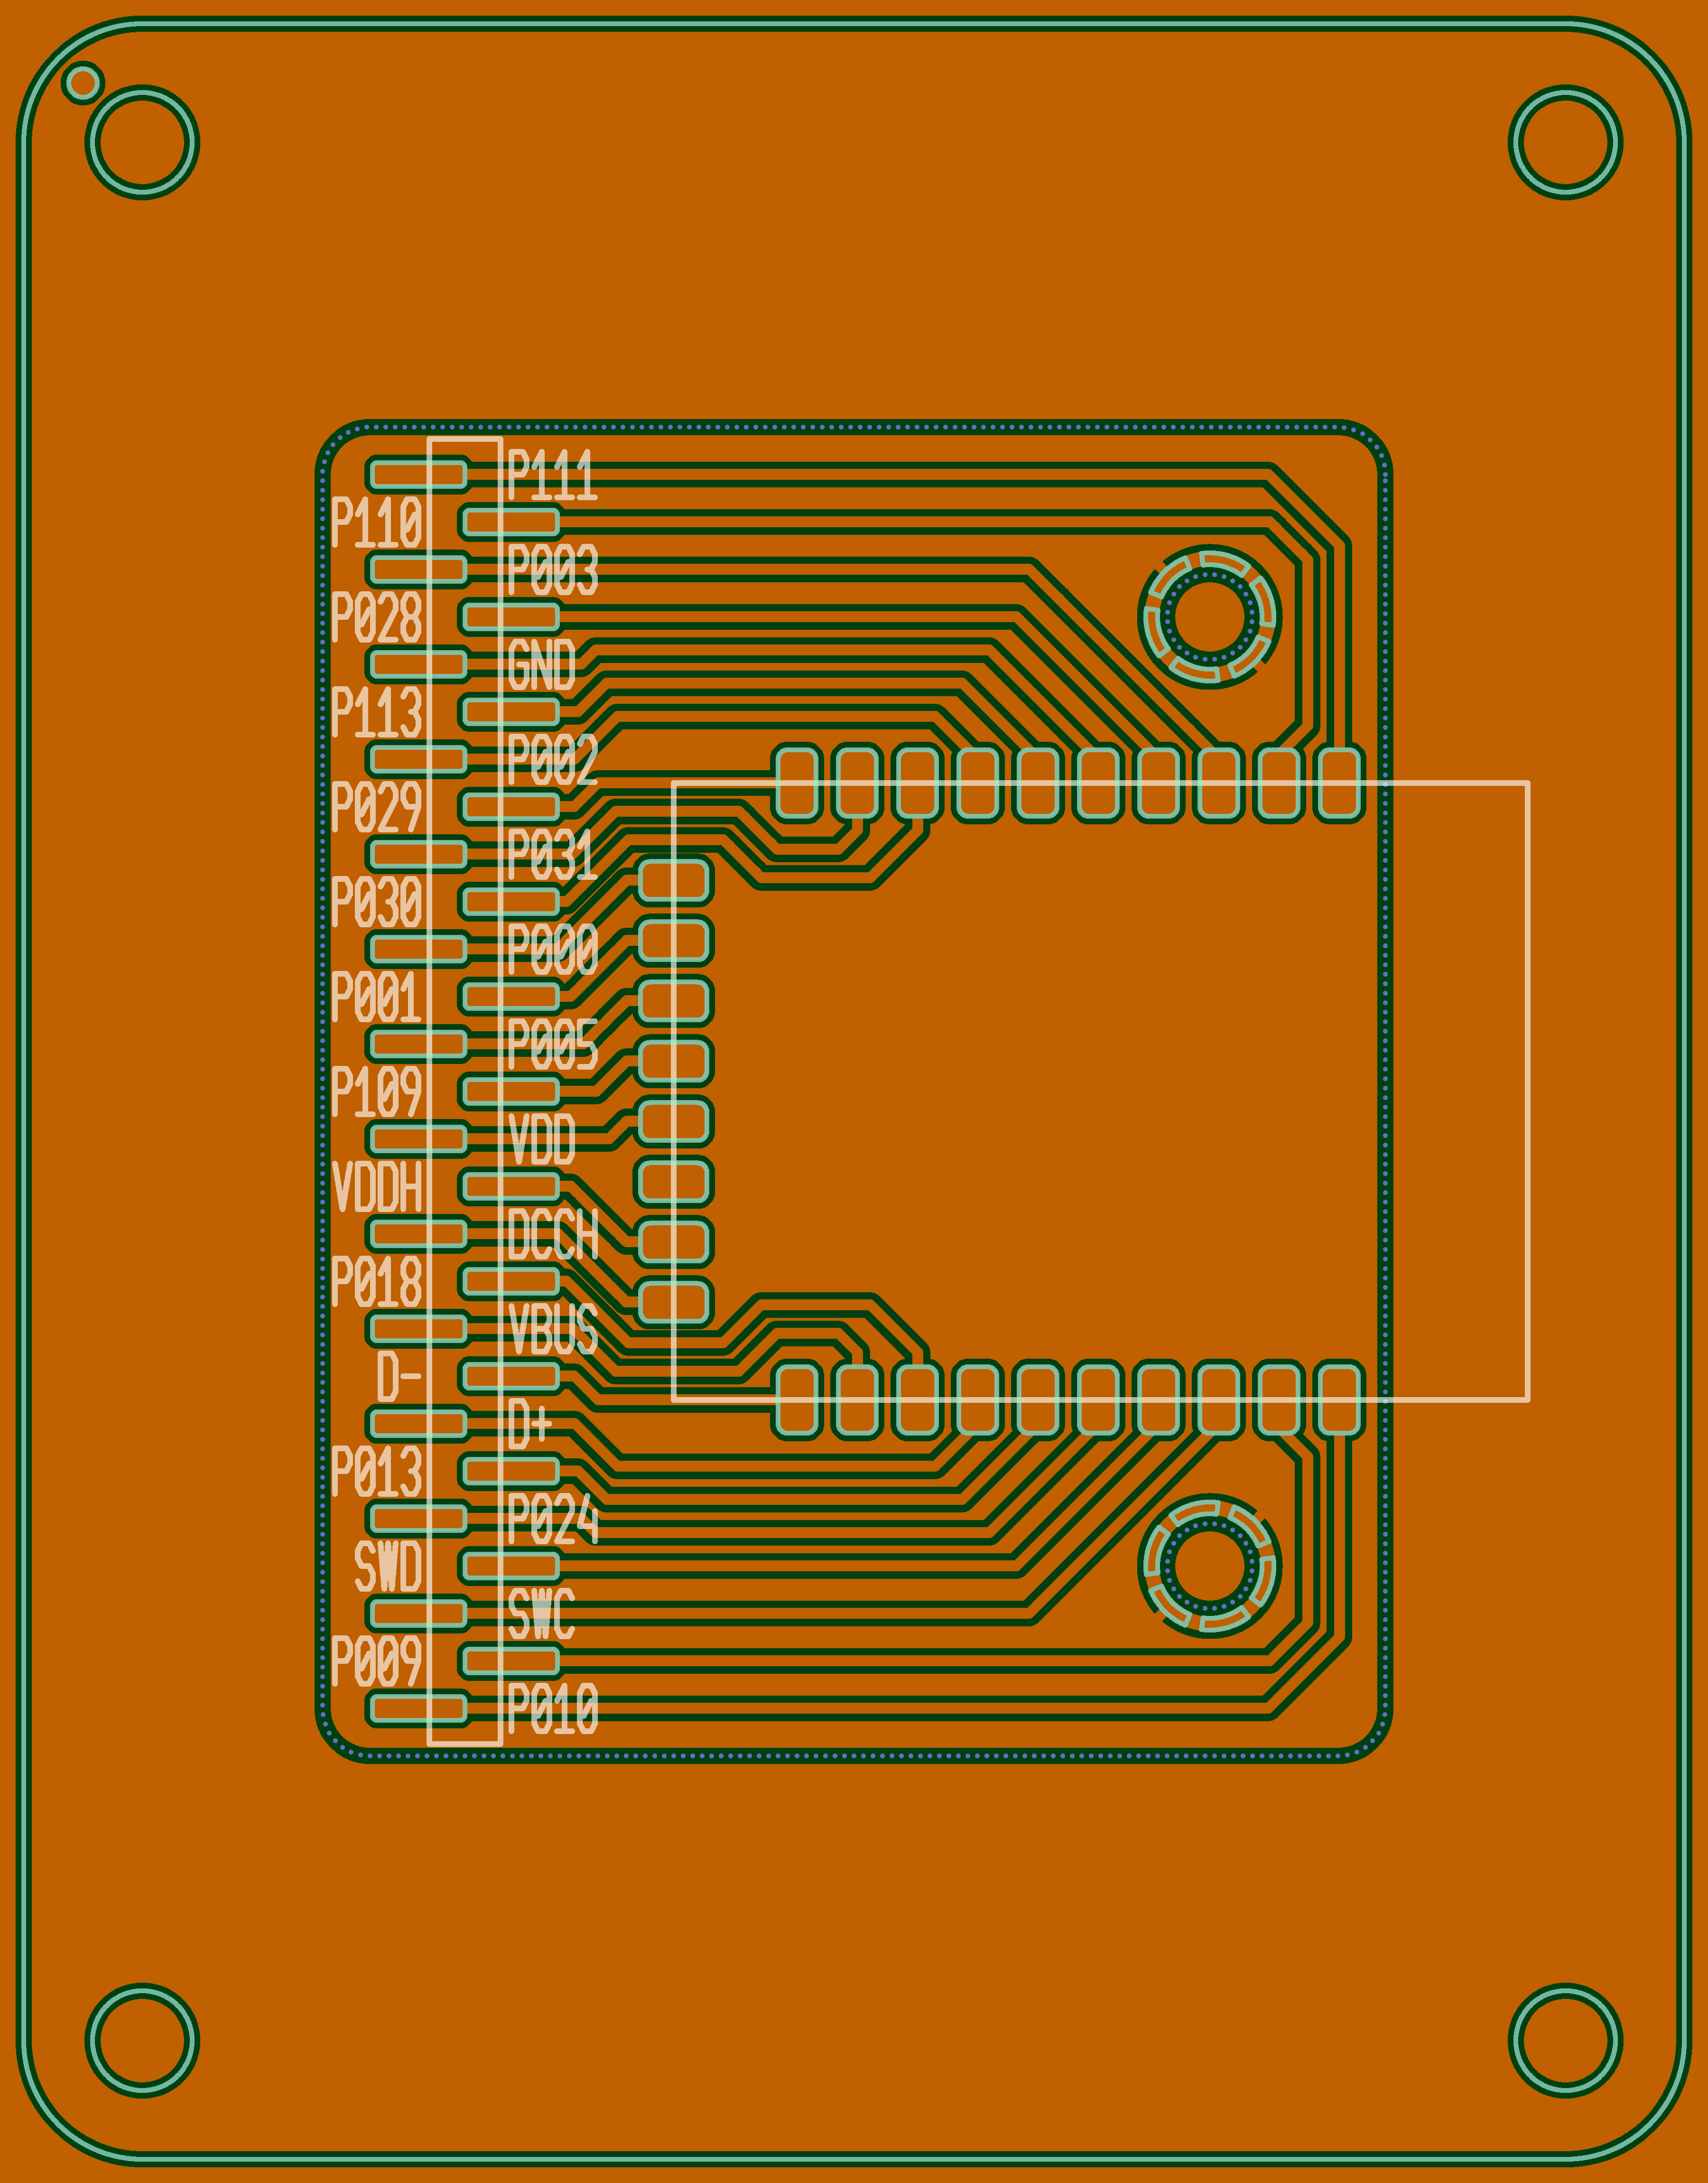 P111
P110
P003
P028
GND
P113
P002
P029
P031
P030
P000
P001
P005
P109
VDD
VDDH
DCCH
P018
VBUS
D-
D+
P013
P024
SWD
SWC
P009
P010